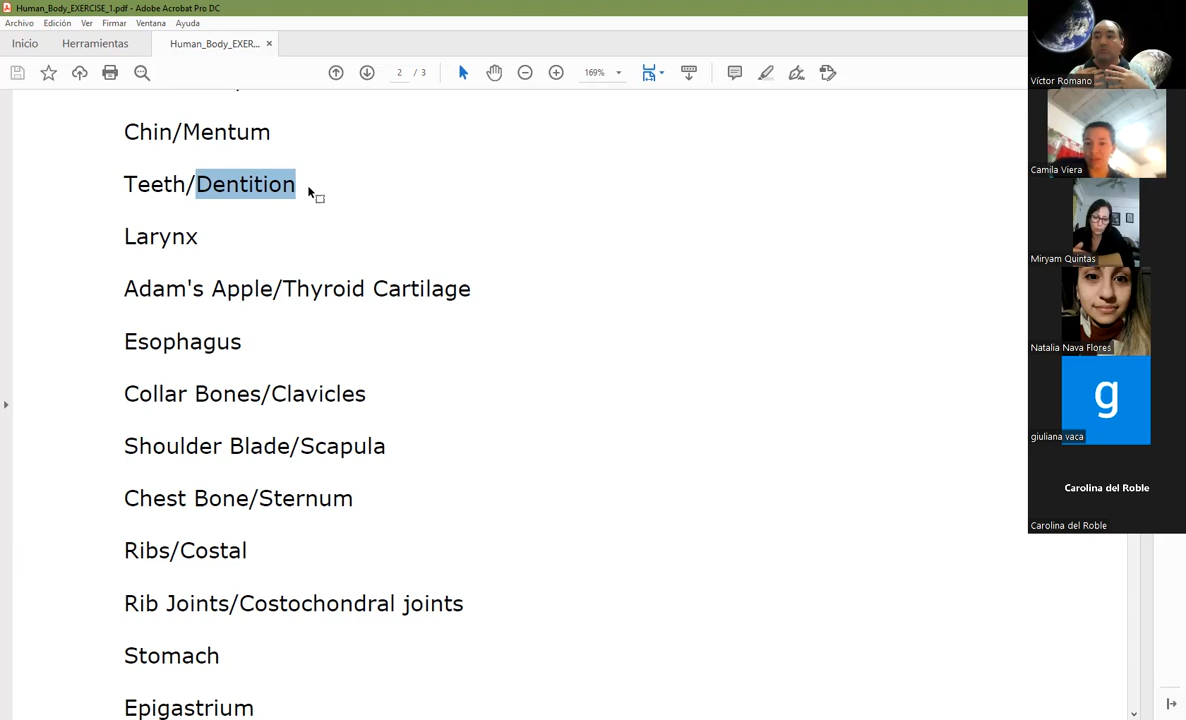 Human_Body_EXERCISE_1.pdf - Adobe Acrobat Pro DC
Archivo Edición Ver Firmar Ventana Ayuda
Inicio Herramientas Human_Body_EXER... ×
2 / 3 169%
Chin/Mentum
Teeth/Dentition
Larynx
Adam's Apple/Thyroid Cartilage
Esophagus
Collar Bones/Clavicles
Shoulder Blade/Scapula
Chest Bone/Sternum
Ribs/Costal
Rib Joints/Costochondral joints
Stomach
Epigastrium
Víctor Romano
Camila Viera
Miryam Quintas
Natalia Nava Flores
g
giuliana vaca
Carolina del Roble
Carolina del Roble